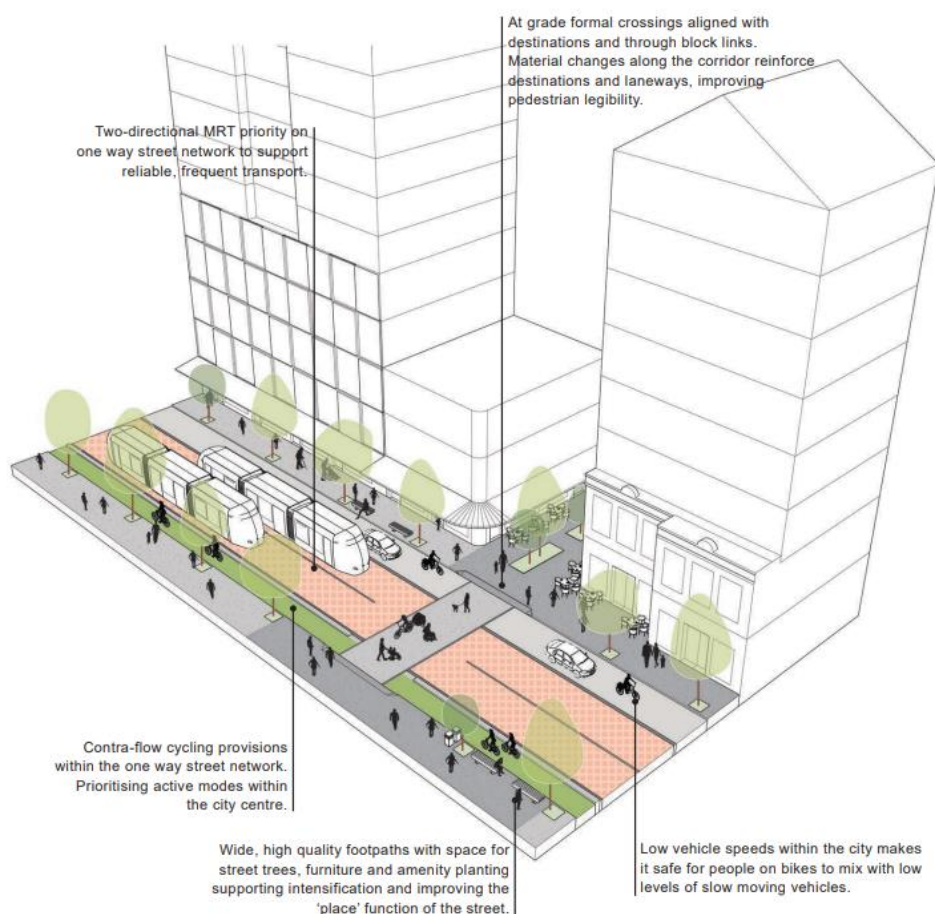 At grade formal crossings aligned with
destinations and through block links.
Material changes along the corridor reinforce
destinations and laneways, improving
pedestrian legibility.
Two-directional MRT priority on
one way street network to support
reliable, frequent transport.
Contra-flow cycling provisions
within the one way street network.
Prioritising active modes within
the city centre.
Wide, high quality footpaths with space for
street trees, furniture and amenity planting
supporting intensification and improving the
‘place’ function of the street.
Low vehicle speeds within the city makes
it safe for people on bikes to mix with low
levels of slow moving vehicles.